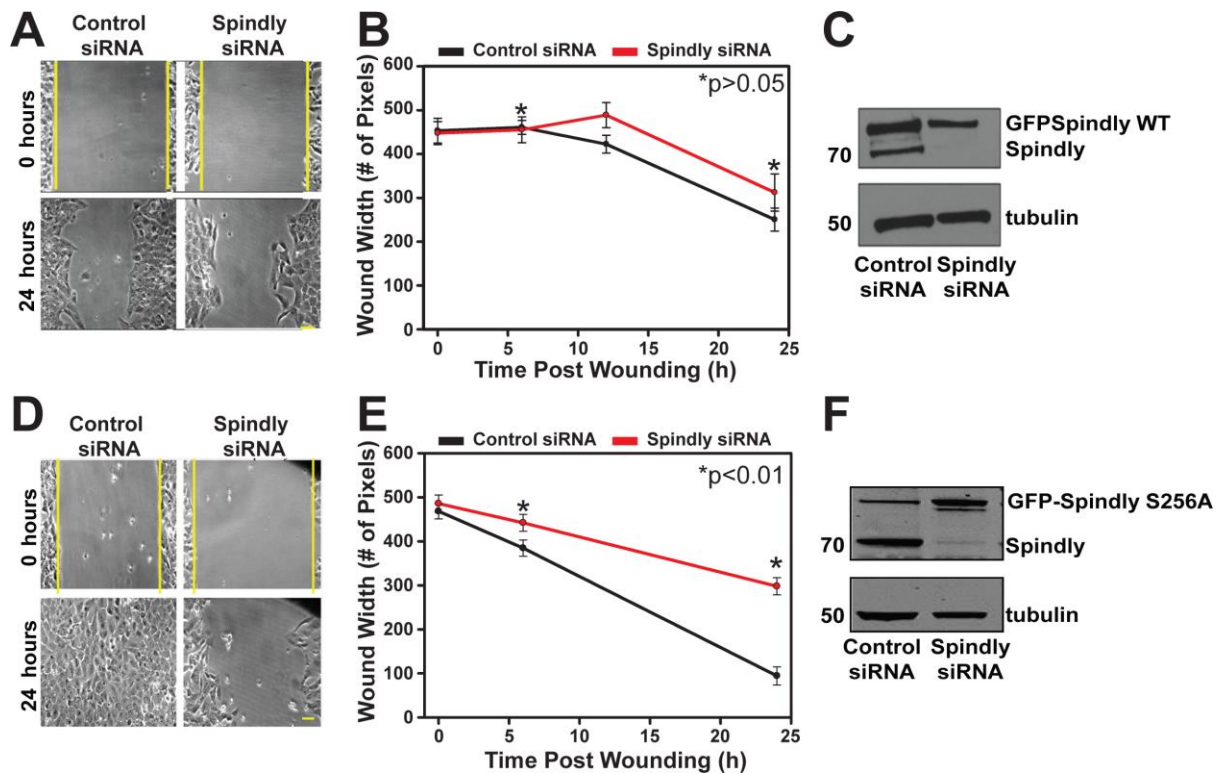 A
Control
siRNA
Spindly
siRNA
0 hours
24 hours
B
Control siRNA
Spindly siRNA
*p>0.05
Wound Width (# of Pixels)
600
500
400
300
200
100
0
*
*
0
5
10
15
20
25
Time Post Wounding (h)
C
GFPSpindly WT
70
Spindly
50
tubulin
Control
siRNA
Spindly
siRNA
D
Control
siRNA
Spindly
siRNA
0 hours
24 hours
E
Control siRNA
Spindly siRNA
*p<0.01
Wound Width (# of Pixels)
600
500
400
300
200
100
0
*
*
0
5
10
15
20
25
Time Post Wounding (h)
F
GFP-Spindly S256A
70
Spindly
50
tubulin
Control
siRNA
Spindly
siRNA